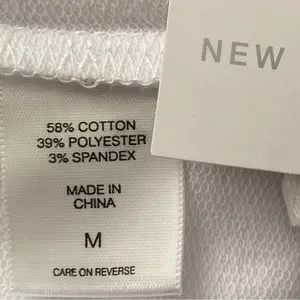 NEW
58% COTTON
39% POLYESTER
3% SPANDEX
MADE IN
CHINA
M
CARE ON REVERSE